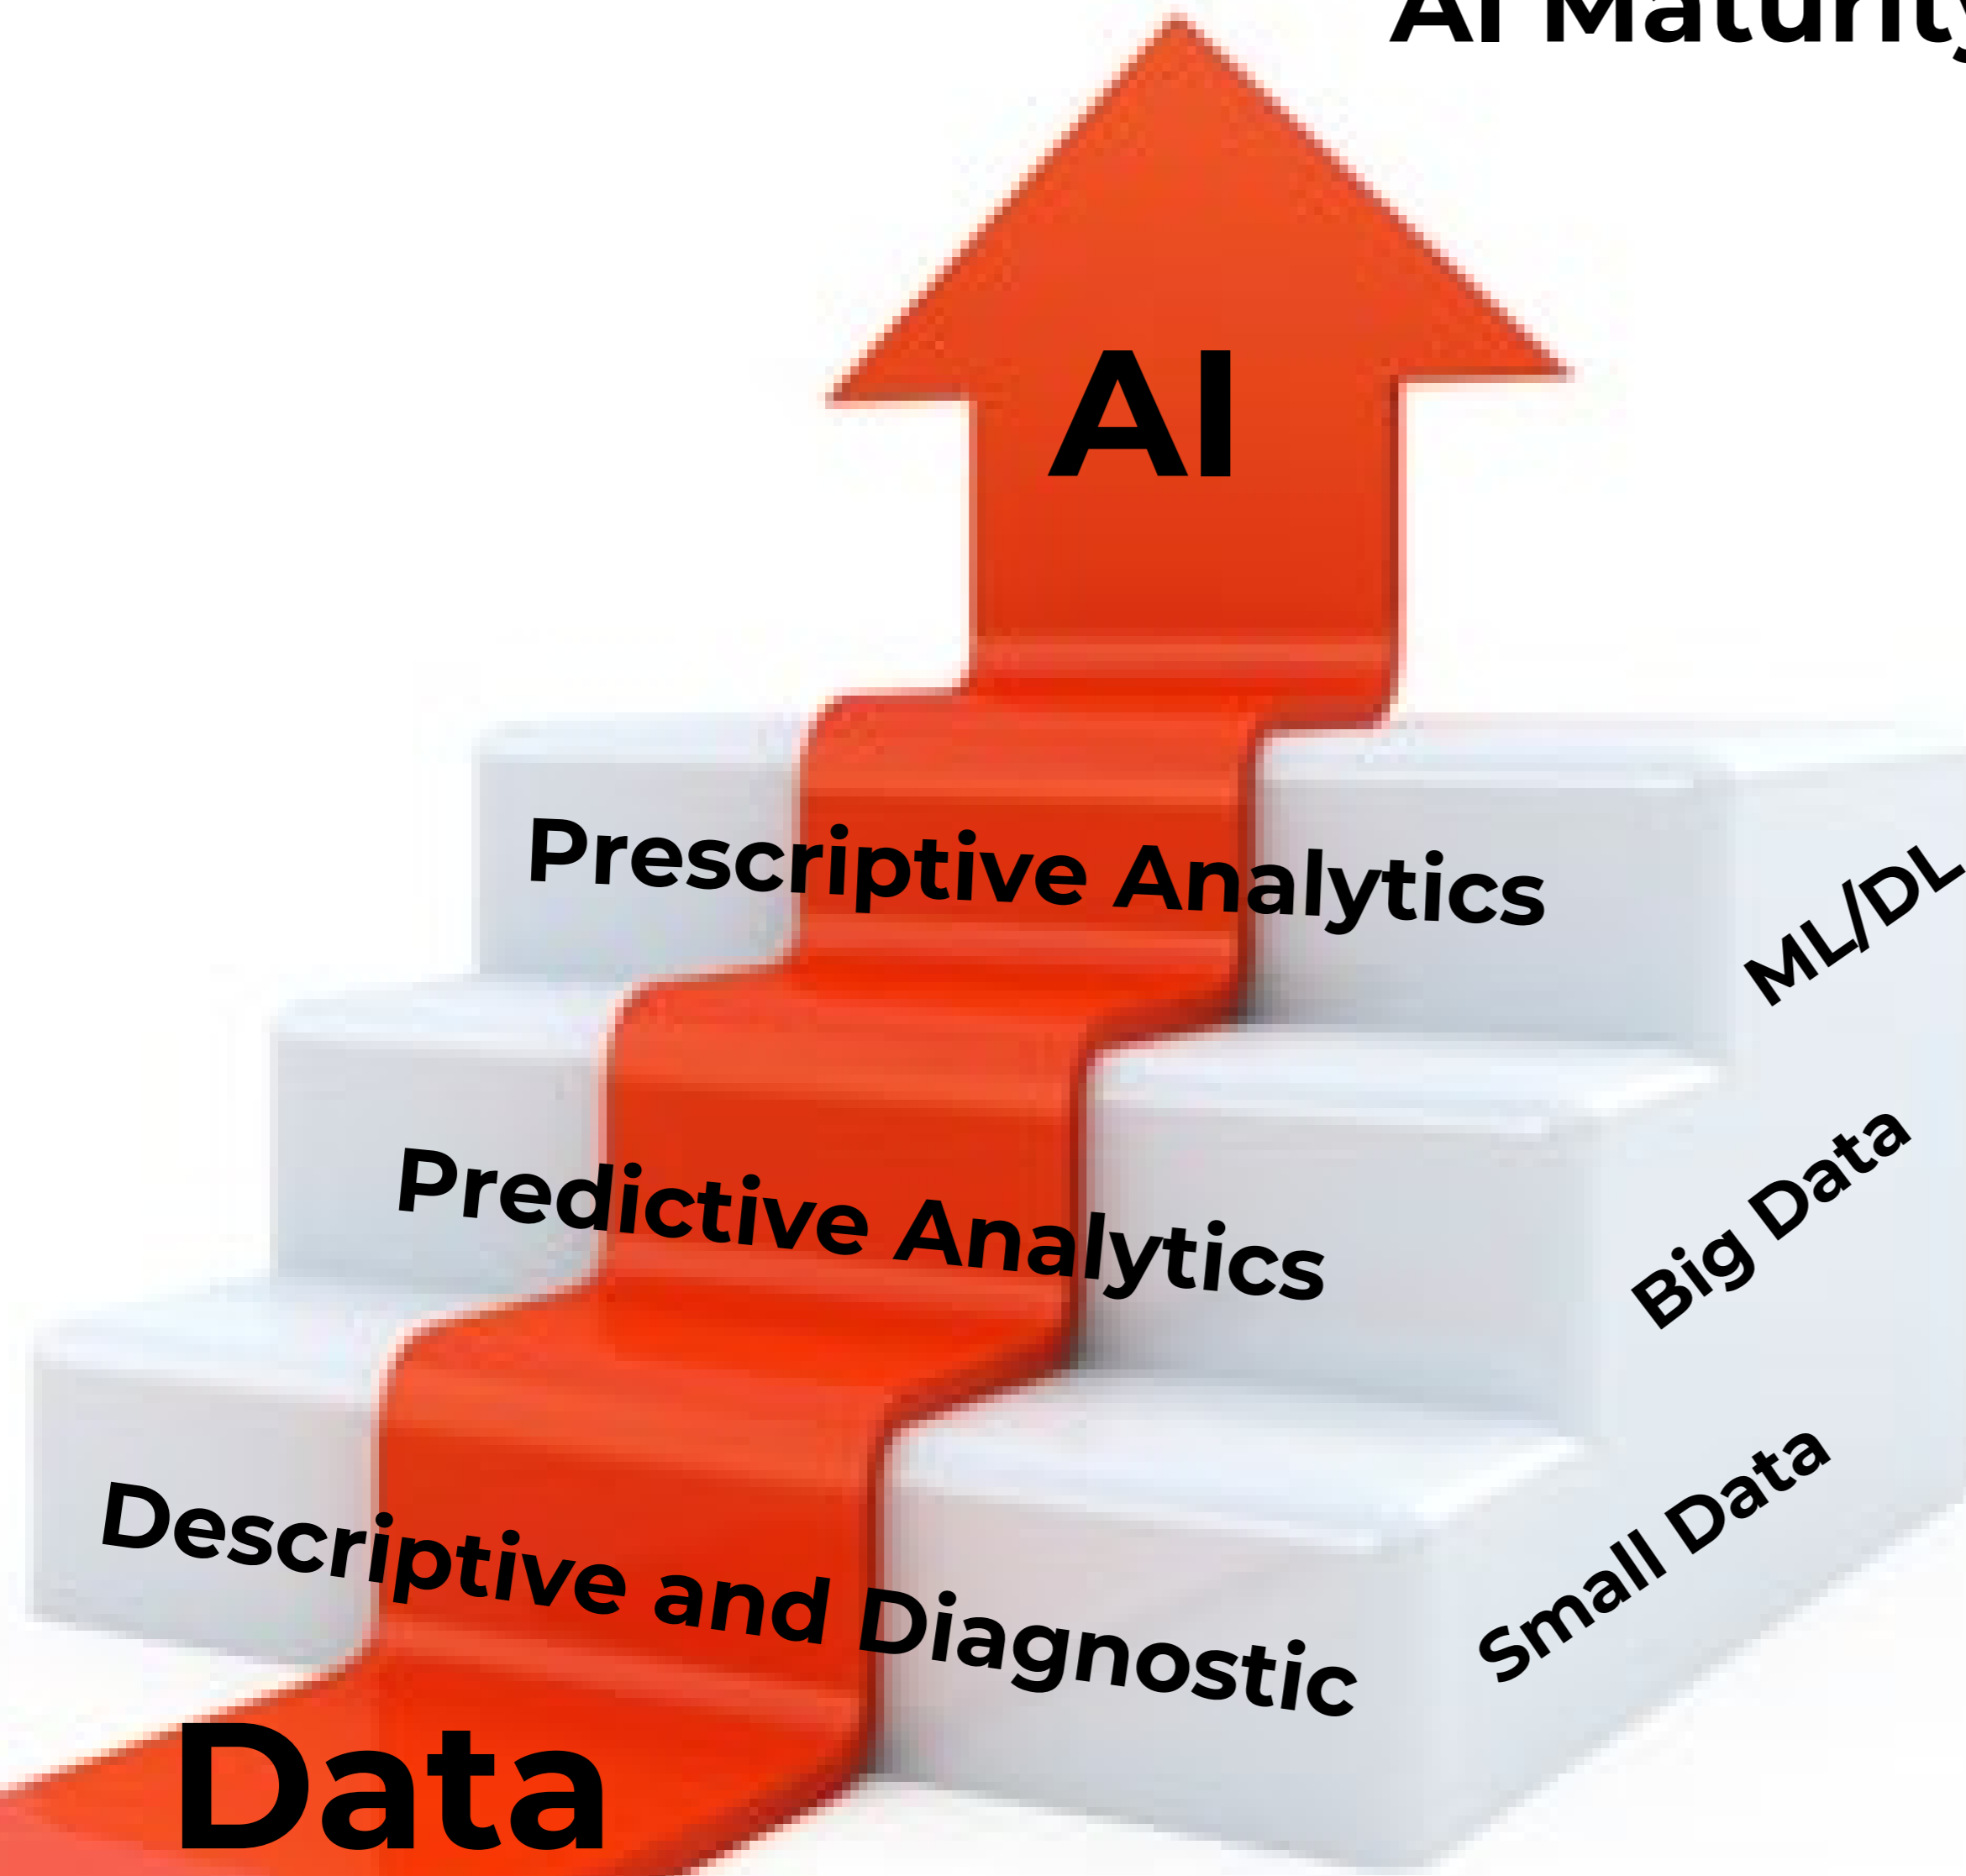 AI Maturity
AI
Prescriptive Analytics
ML/DL
Predictive Analytics
Big Data
Descriptive and Diagnostic
Small Data
Data